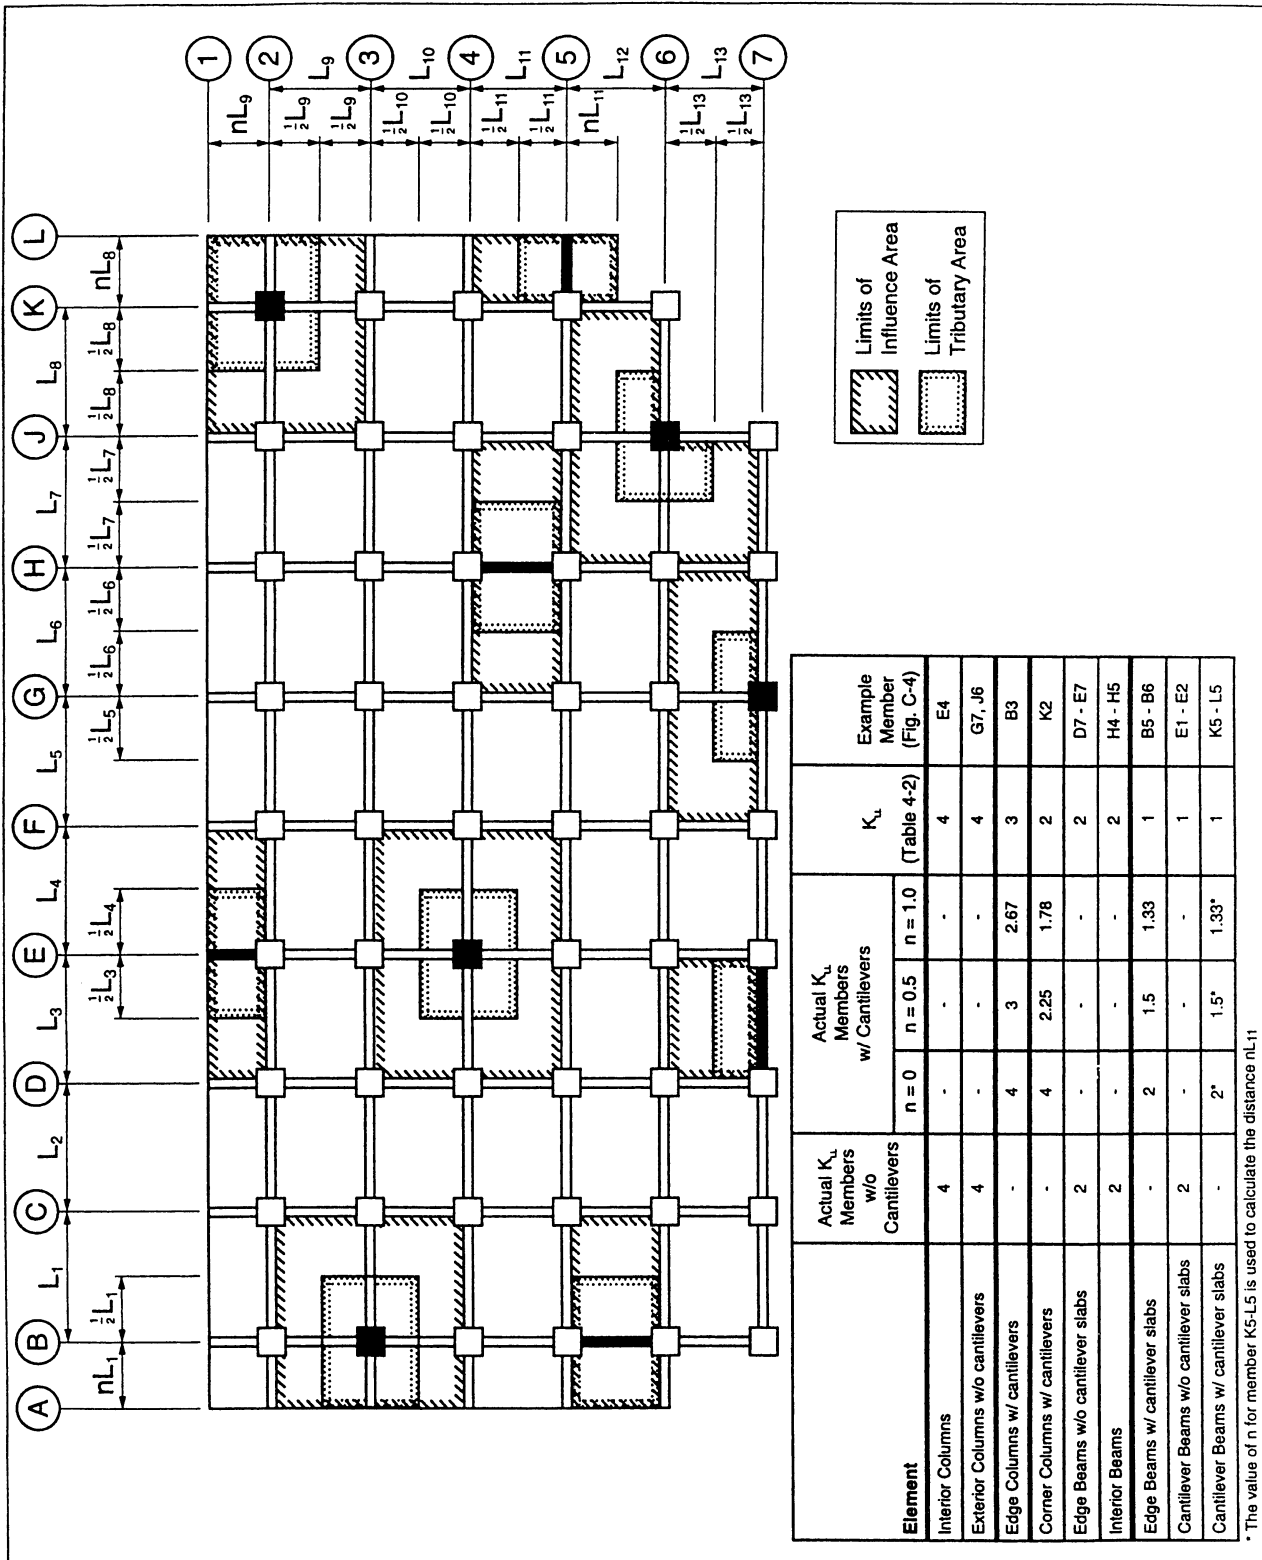 A B C D E F G H J K L
L₁ L₂ L₃ L₄ L₅ L₆ L₇ L₈
nL₁ ½L₁ ½L₃ ½L₄ ½L₅ ½L₆ ½L₆ ½L₇ ½L₇ ½L₈ ½L₈ nL₈
1
2
3
4
5
6
7
nL₉
½L₉
½L₉
½L₁₀
½L₁₀
½L₁₁
½L₁₁
nL₁₁
½L₁₃
½L₁₃
L₉
L₁₀
L₁₁
L₁₂
L₁₃
Limits of
Influence Area
Limits of
Tributary Area
Element
Actual K_LL
Members
w/o
Cantilevers
Actual K_LL
Members
w/ Cantilevers
n = 0 n = 0.5 n = 1.0
K_LL
(Table 4-2)
Example
Member
(Fig. C-4)
Interior Columns 4 - - - 4 E4
Exterior Columns w/o cantilevers 4 - - - 4 G7, J6
Edge Columns w/ cantilevers - 4 3 2.67 3 B3
Corner Columns w/ cantilevers - 4 2.25 1.78 2 K2
Edge Beams w/o cantilever slabs 2 - - - 2 D7 - E7
Interior Beams 2 - - - 2 H4 - H5
Edge Beams w/ cantilever slabs - 2 1.5 1.33 1 B5 - B6
Cantilever Beams w/o cantilever slabs 2 - - - 1 E1 - E2
Cantilever Beams w/ cantilever slabs - 2* 1.5* 1.33* 1 K5 - L5
* The value of n for member K5-L5 is used to calculate the distance nL₁₁